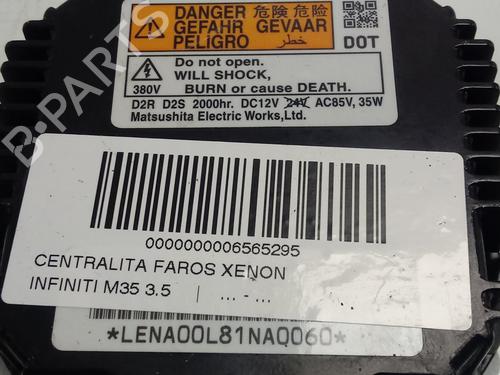 DANGER 危険 危险
GEFAHR GEVAAR
PELİGRO خطر
DOT
Do not open.
WILL SHOCK,
380V BURN or cause DEATH.
D2R D2S 2000hr. DC12V 24V AC85V, 35W
Matsushita Electric Works,Ltd.
0000000006565295
CENTRALITA FAROS XENON
INFINITI M35 3.5 | ... - ...
*LENA00L81NAQ060*
B-PARTS